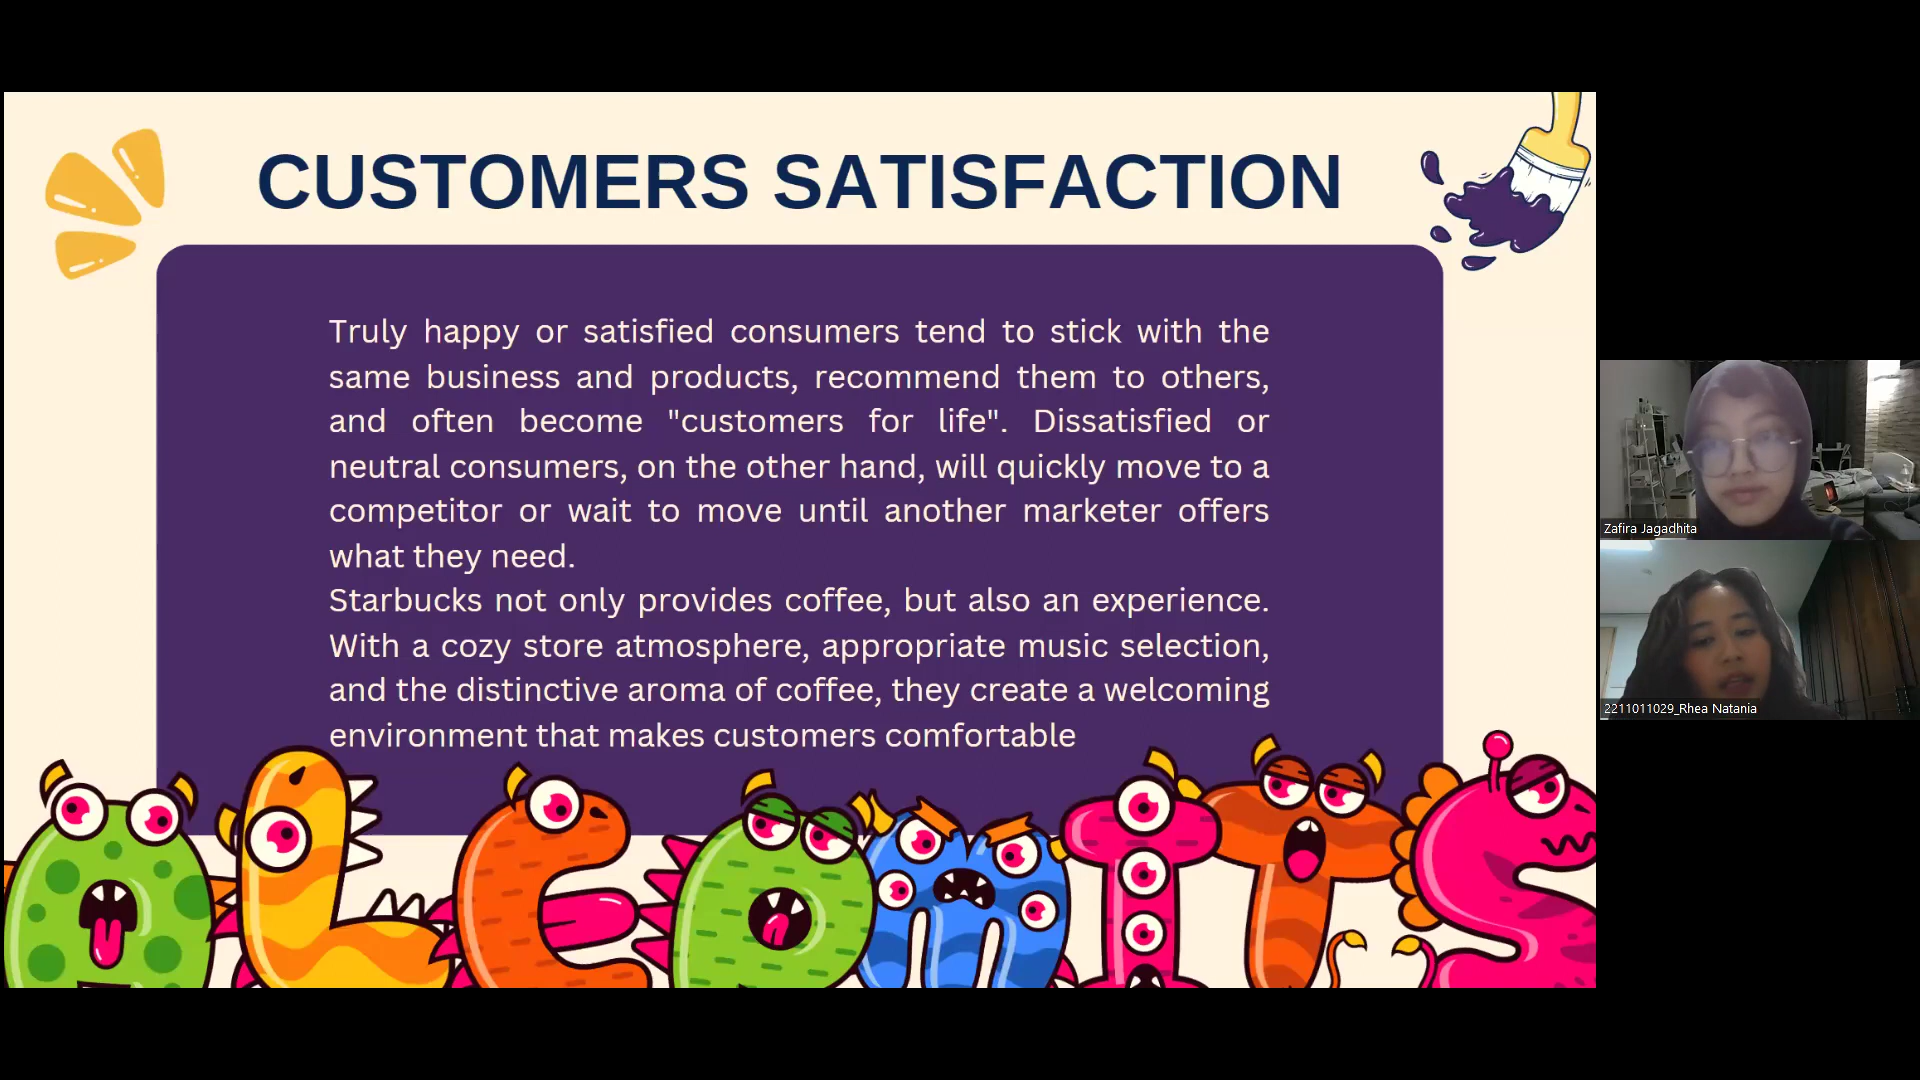 CUSTOMERS SATISFACTION
Truly happy or satisfied consumers tend to stick with the
same business and products, recommend them to others,
and often become "customers for life". Dissatisfied or
neutral consumers, on the other hand, will quickly move to a
competitor or wait to move until another marketer offers
what they need.
Starbucks not only provides coffee, but also an experience.
With a cozy store atmosphere, appropriate music selection,
and the distinctive aroma of coffee, they create a welcoming
environment that makes customers comfortable
Zafira Jagadhita
2211011029_Rhea Natania